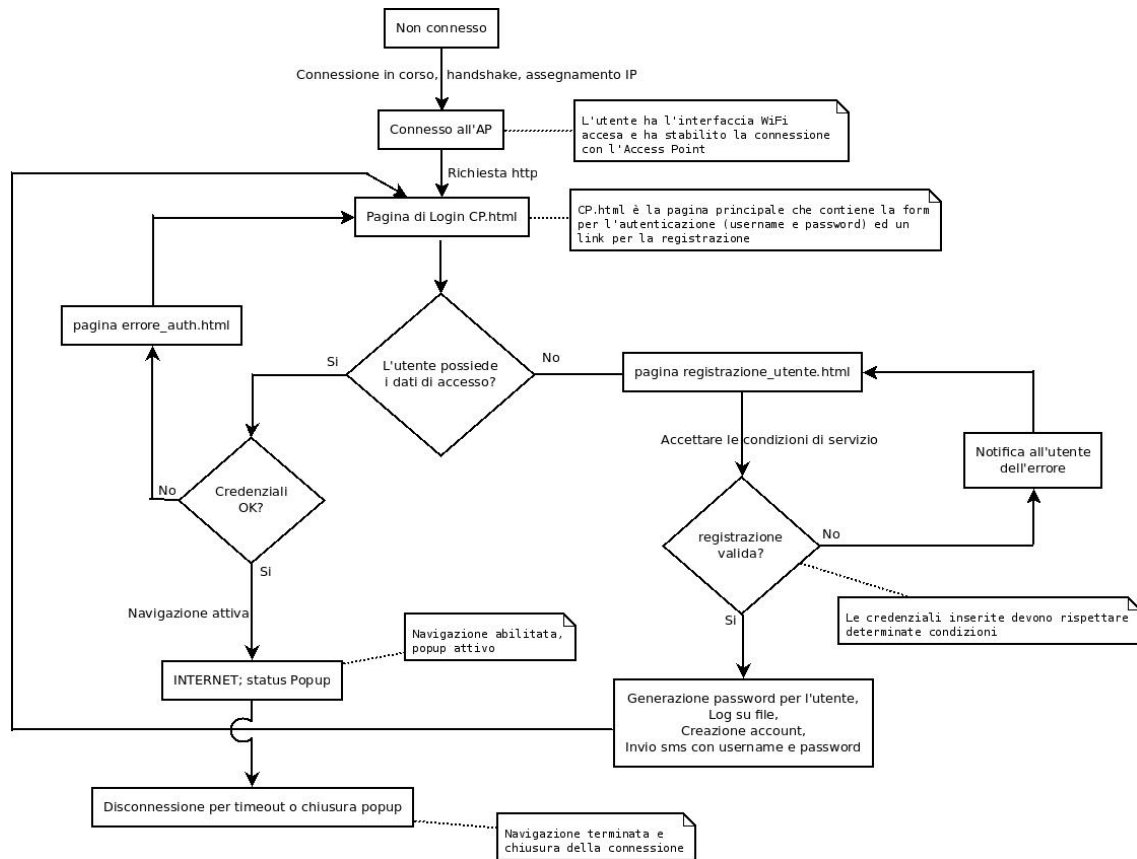 Non connesso
Connessione in corso, handshake, assegnamento IP
Connesso all'AP
L'utente ha l'interfaccia WiFi
accesa e ha stabilito la connessione
con l'Access Point
Richiesta http
Pagina di Login CP.html
CP.html è la pagina principale che contiene la form
per l'autenticazione (username e password) ed un
link per la registrazione
pagina errore_auth.html
Si
L'utente possiede
i dati di accesso?
No
pagina registrazione_utente.html
Accettare le condizioni di servizio
Notifica all'utente
dell'errore
No
Credenziali
OK?
Si
registrazione
valida?
No
Navigazione attiva
Si
Le credenziali inserite devono rispettare
determinate condizioni
Navigazione abilitata,
popup attivo
INTERNET; status Popup
Generazione password per l'utente,
Log su file,
Creazione account,
Invio sms con username e password
Disconnessione per timeout o chiusura popup
Navigazione terminata e
chiusura della connessione